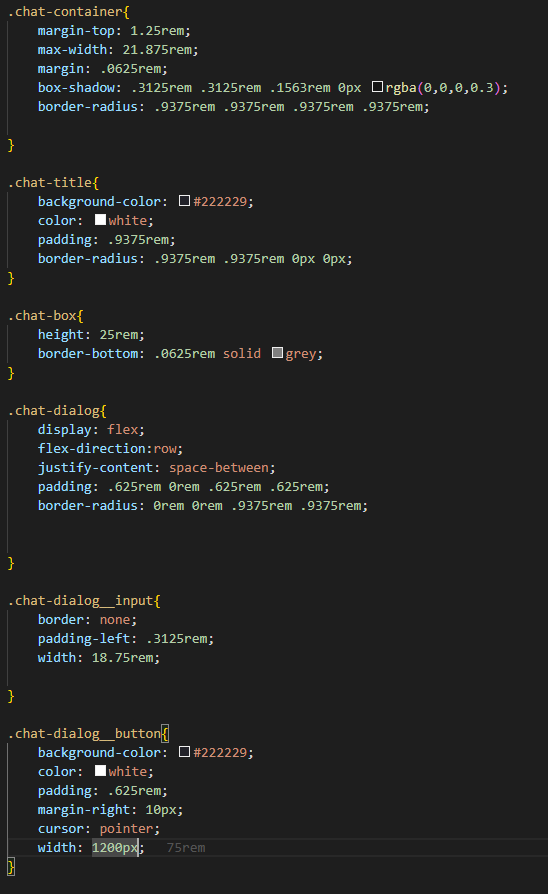 .chat-container{
margin-top: 1.25rem;
max-width: 21.875rem;
margin: .0625rem;
box-shadow: .3125rem .3125rem .1563rem 0px rgba(0,0,0,0.3);
border-radius: .9375rem .9375rem .9375rem .9375rem;
}
.chat-title{
background-color: #222229;
color: white;
padding: .9375rem;
border-radius: .9375rem .9375rem 0px 0px;
}
.chat-box{
height: 25rem;
border-bottom: .0625rem solid grey;
}
.chat-dialog{
display: flex;
flex-direction:row;
justify-content: space-between;
padding: .625rem 0rem .625rem .625rem;
border-radius: 0rem 0rem .9375rem .9375rem;
}
.chat-dialog__input{
border: none;
padding-left: .3125rem;
width: 18.75rem;
}
.chat-dialog__button{
background-color: #222229;
color: white;
padding: .625rem;
margin-right: 10px;
cursor: pointer;
width: 1200px; 75rem
}